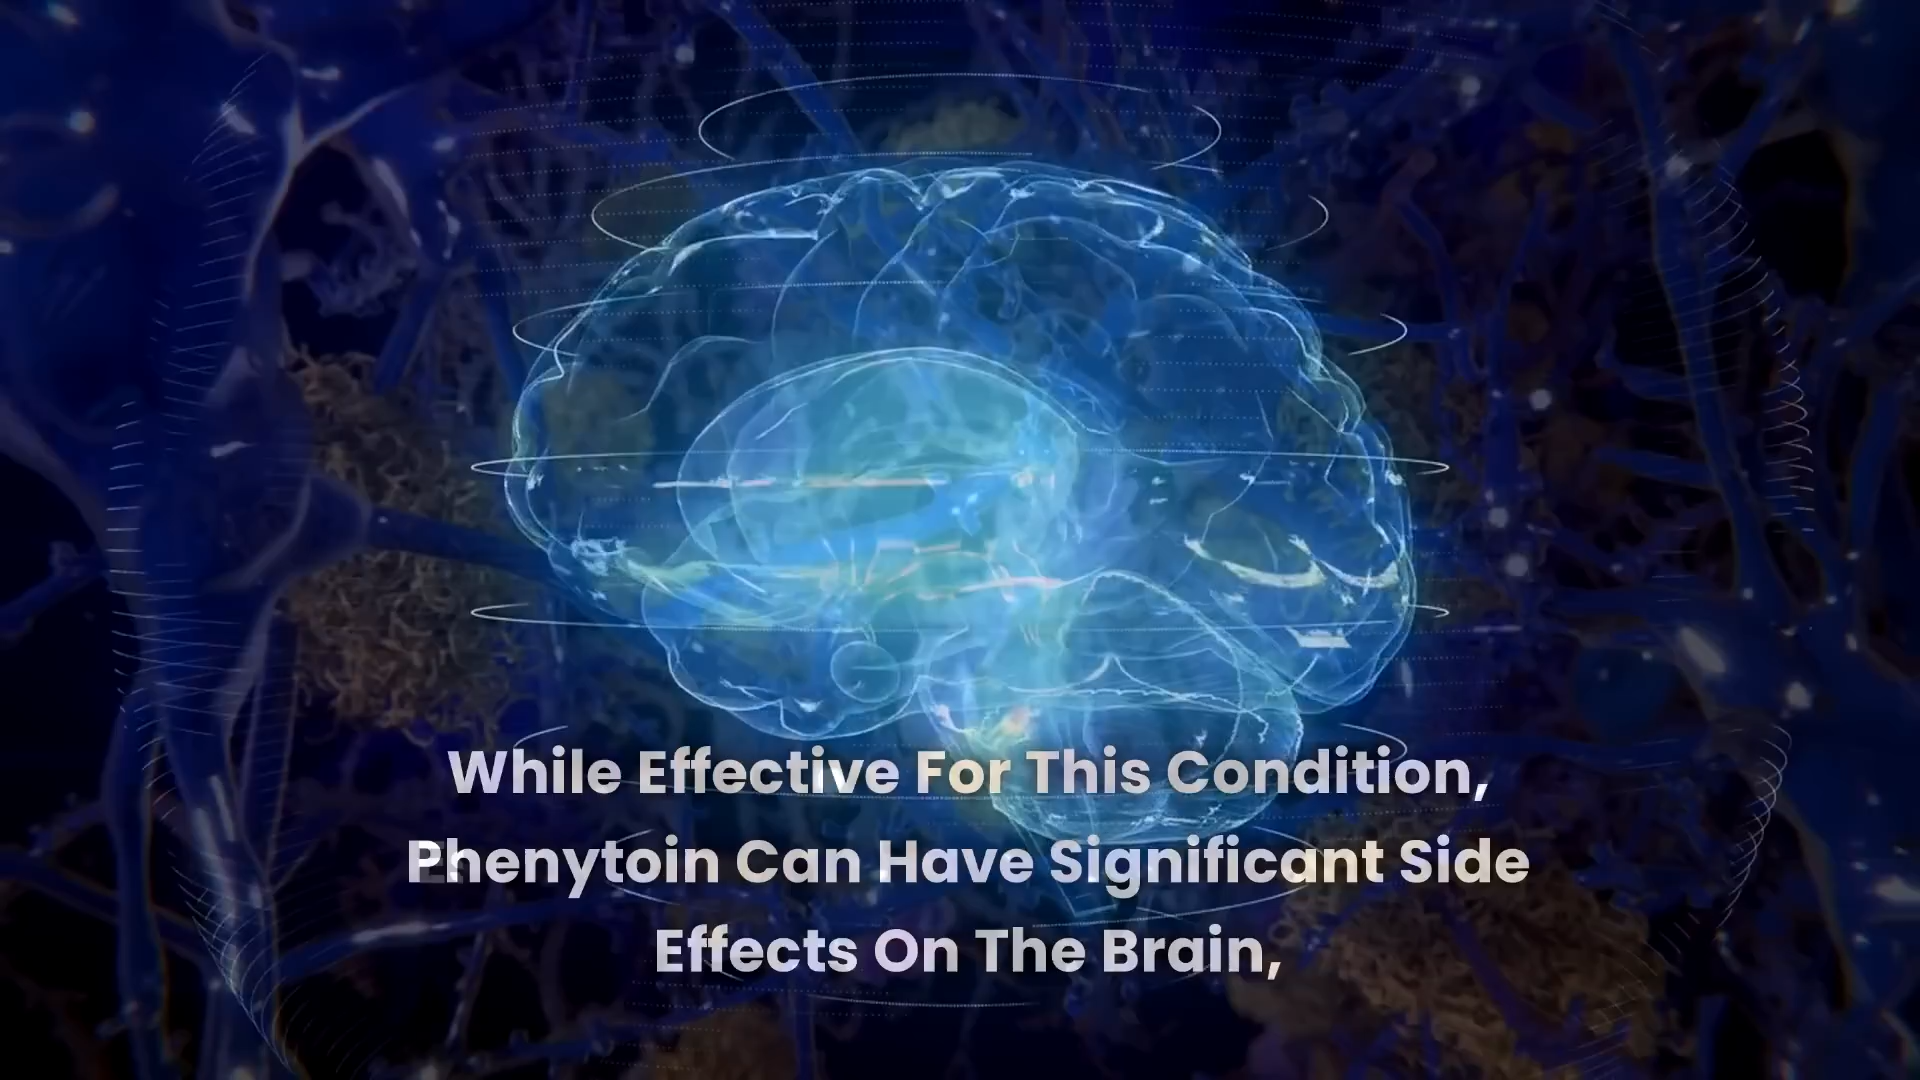 While Effective For This Condition,
Phenytoin Can Have Significant Side
Effects On The Brain,